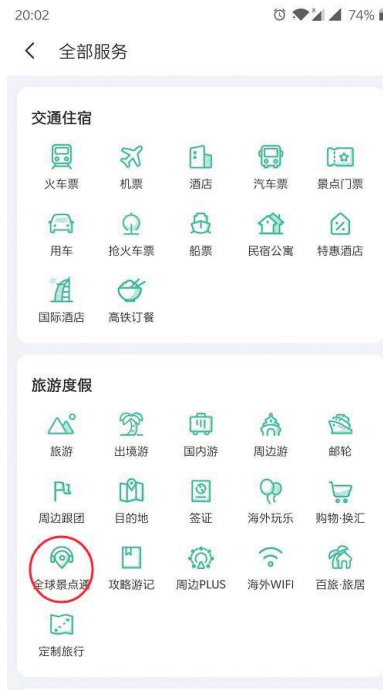 20:02
74%
全部服务
交通住宿
火车票 机票 酒店 汽车票 景点门票
用车 抢火车票 船票 民宿公寓 特惠酒店
国际酒店 高铁订餐
旅游度假
旅游 出境游 国内游 周边游 邮轮
周边跟团 目的地 签证 海外玩乐 购物·换汇
全球景点通 攻略游记 周边PLUS 海外WIFI 百旅·旅居
定制旅行